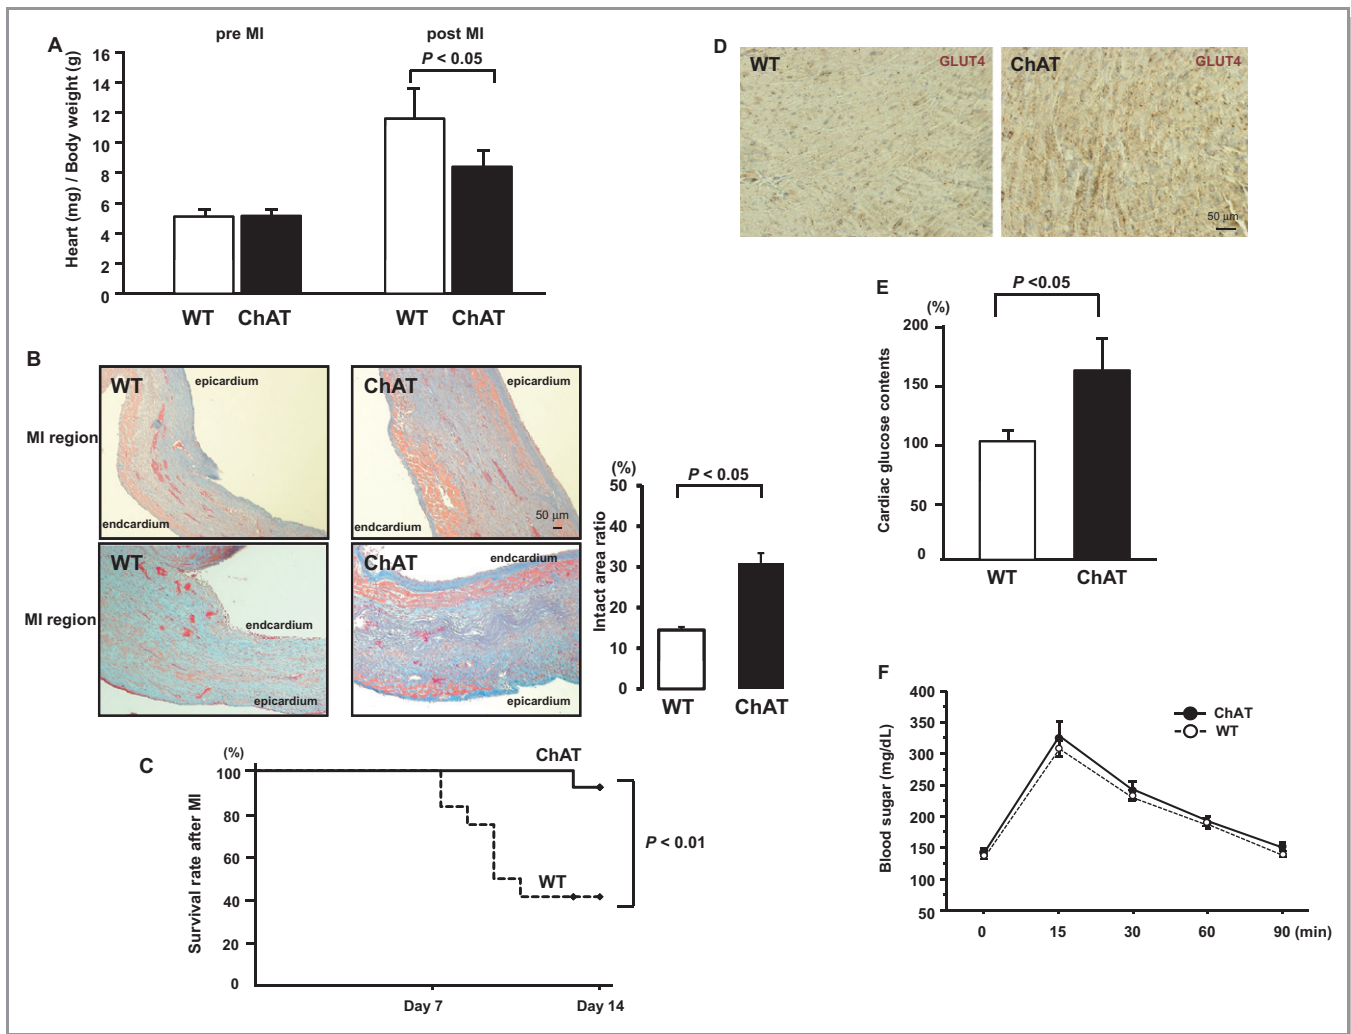 A
pre MI
post MI
P < 0.05
Heart (mg) / Body weight (g)
16
14
12
10
8
6
4
2
0
WT
ChAT
WT
ChAT
B
MI region
WT
epicardium
endcardium
ChAT
epicardium
endcardium
50 µm
MI region
WT
endcardium
epicardium
ChAT
endcardium
epicardium
(%)
Intact area ratio
50
40
30
20
10
0
P < 0.05
WT
ChAT
C
(%)
Survival rate after MI
100
80
60
40
20
0
ChAT
WT
P < 0.01
Day 7
Day 14
D
WT
GLUT4
ChAT
GLUT4
50 µm
E
(%)
Cardiac glucose contents
200
150
100
50
0
P <0.05
WT
ChAT
F
Blood sugar (mg/dL)
400
350
300
250
200
150
100
50
ChAT
WT
0
15
30
60
90 (min)